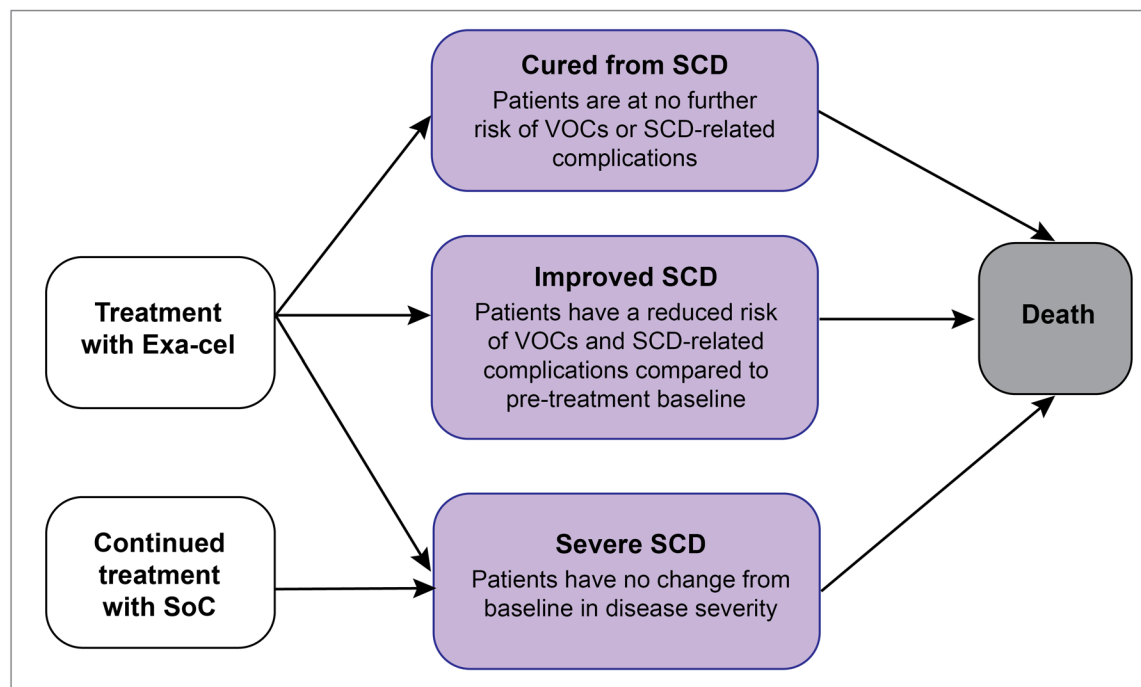 Cured from SCD
Patients are at no further
risk of VOCs or SCD-related
complications
Treatment
with Exa-cel
Improved SCD
Patients have a reduced risk
of VOCs and SCD-related
complications compared to
pre-treatment baseline
Death
Continued
treatment
with SoC
Severe SCD
Patients have no change from
baseline in disease severity